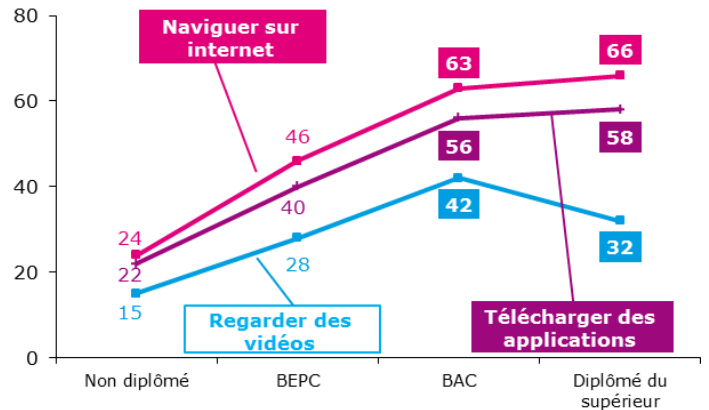 80
60
40
20
0
Naviguer sur
internet
24
46
63
66
22
40
56
58
15
28
42
32
Regarder des
vidéos
Télécharger des
applications
Non diplômé
BEPC
BAC
Diplômé du
supérieur